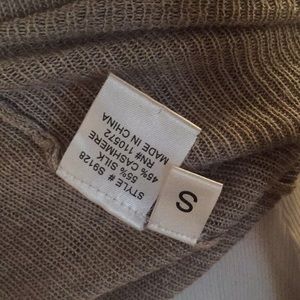 STYLE # S9128
55% SILK
45% CASHMERE
RN# 110572
MADE IN CHINA
S